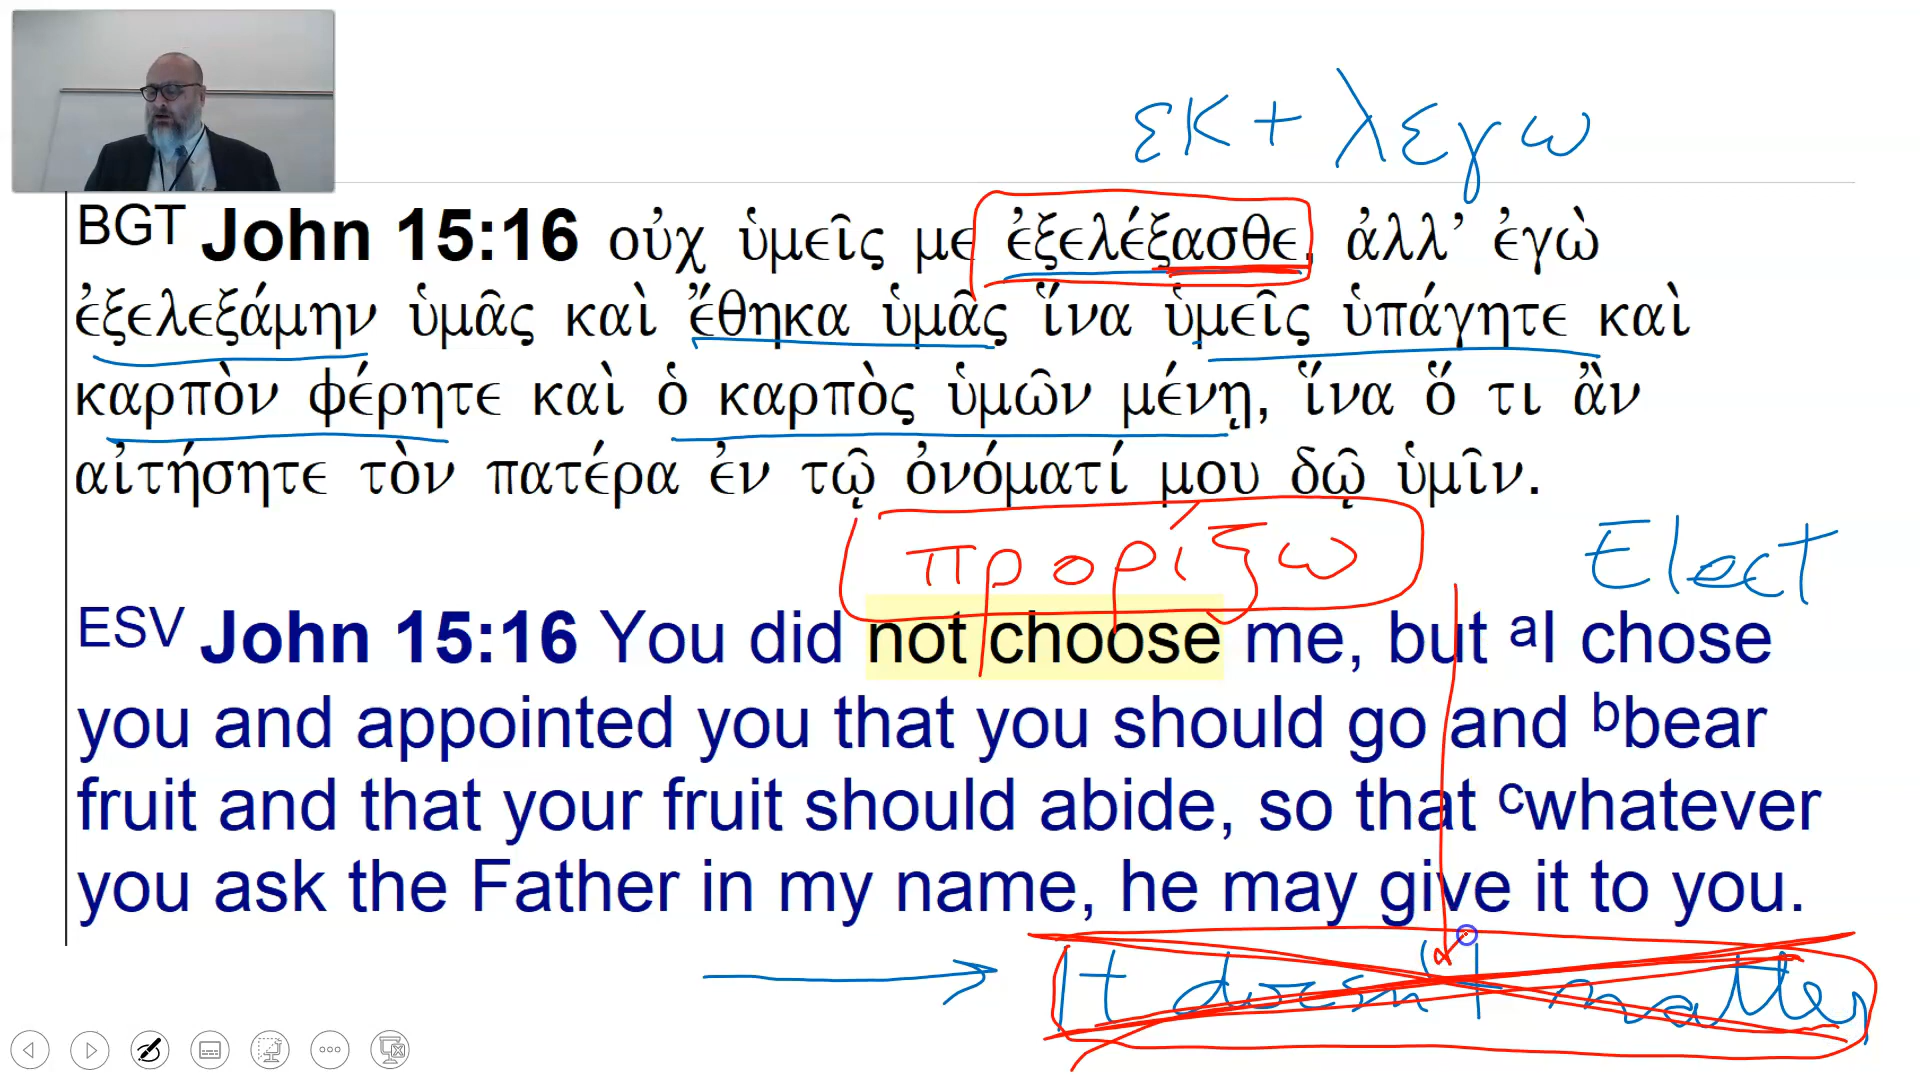 εκ + λεγω
BGT John 15:16 οὐχ ὑμεῖς με ἐξελέξασθε, ἀλλ’ ἐγὼ
ἐξελεξάμην ὑμᾶς καὶ ἔθηκα ὑμᾶς ἵνα ὑμεῖς ὑπάγητε καὶ
καρπὸν φέρητε καὶ ὁ καρπὸς ὑμῶν μένῃ, ἵνα ὅ τι ἂν
αἰτήσητε τὸν πατέρα ἐν τῷ ὀνόματί μου δῷ ὑμῖν.
προρίζω
Elect
ESV John 15:16 You did not choose me, but aI chose
you and appointed you that you should go and bbear
fruit and that your fruit should abide, so that cwhatever
you ask the Father in my name, he may give it to you.
It doesn't matter